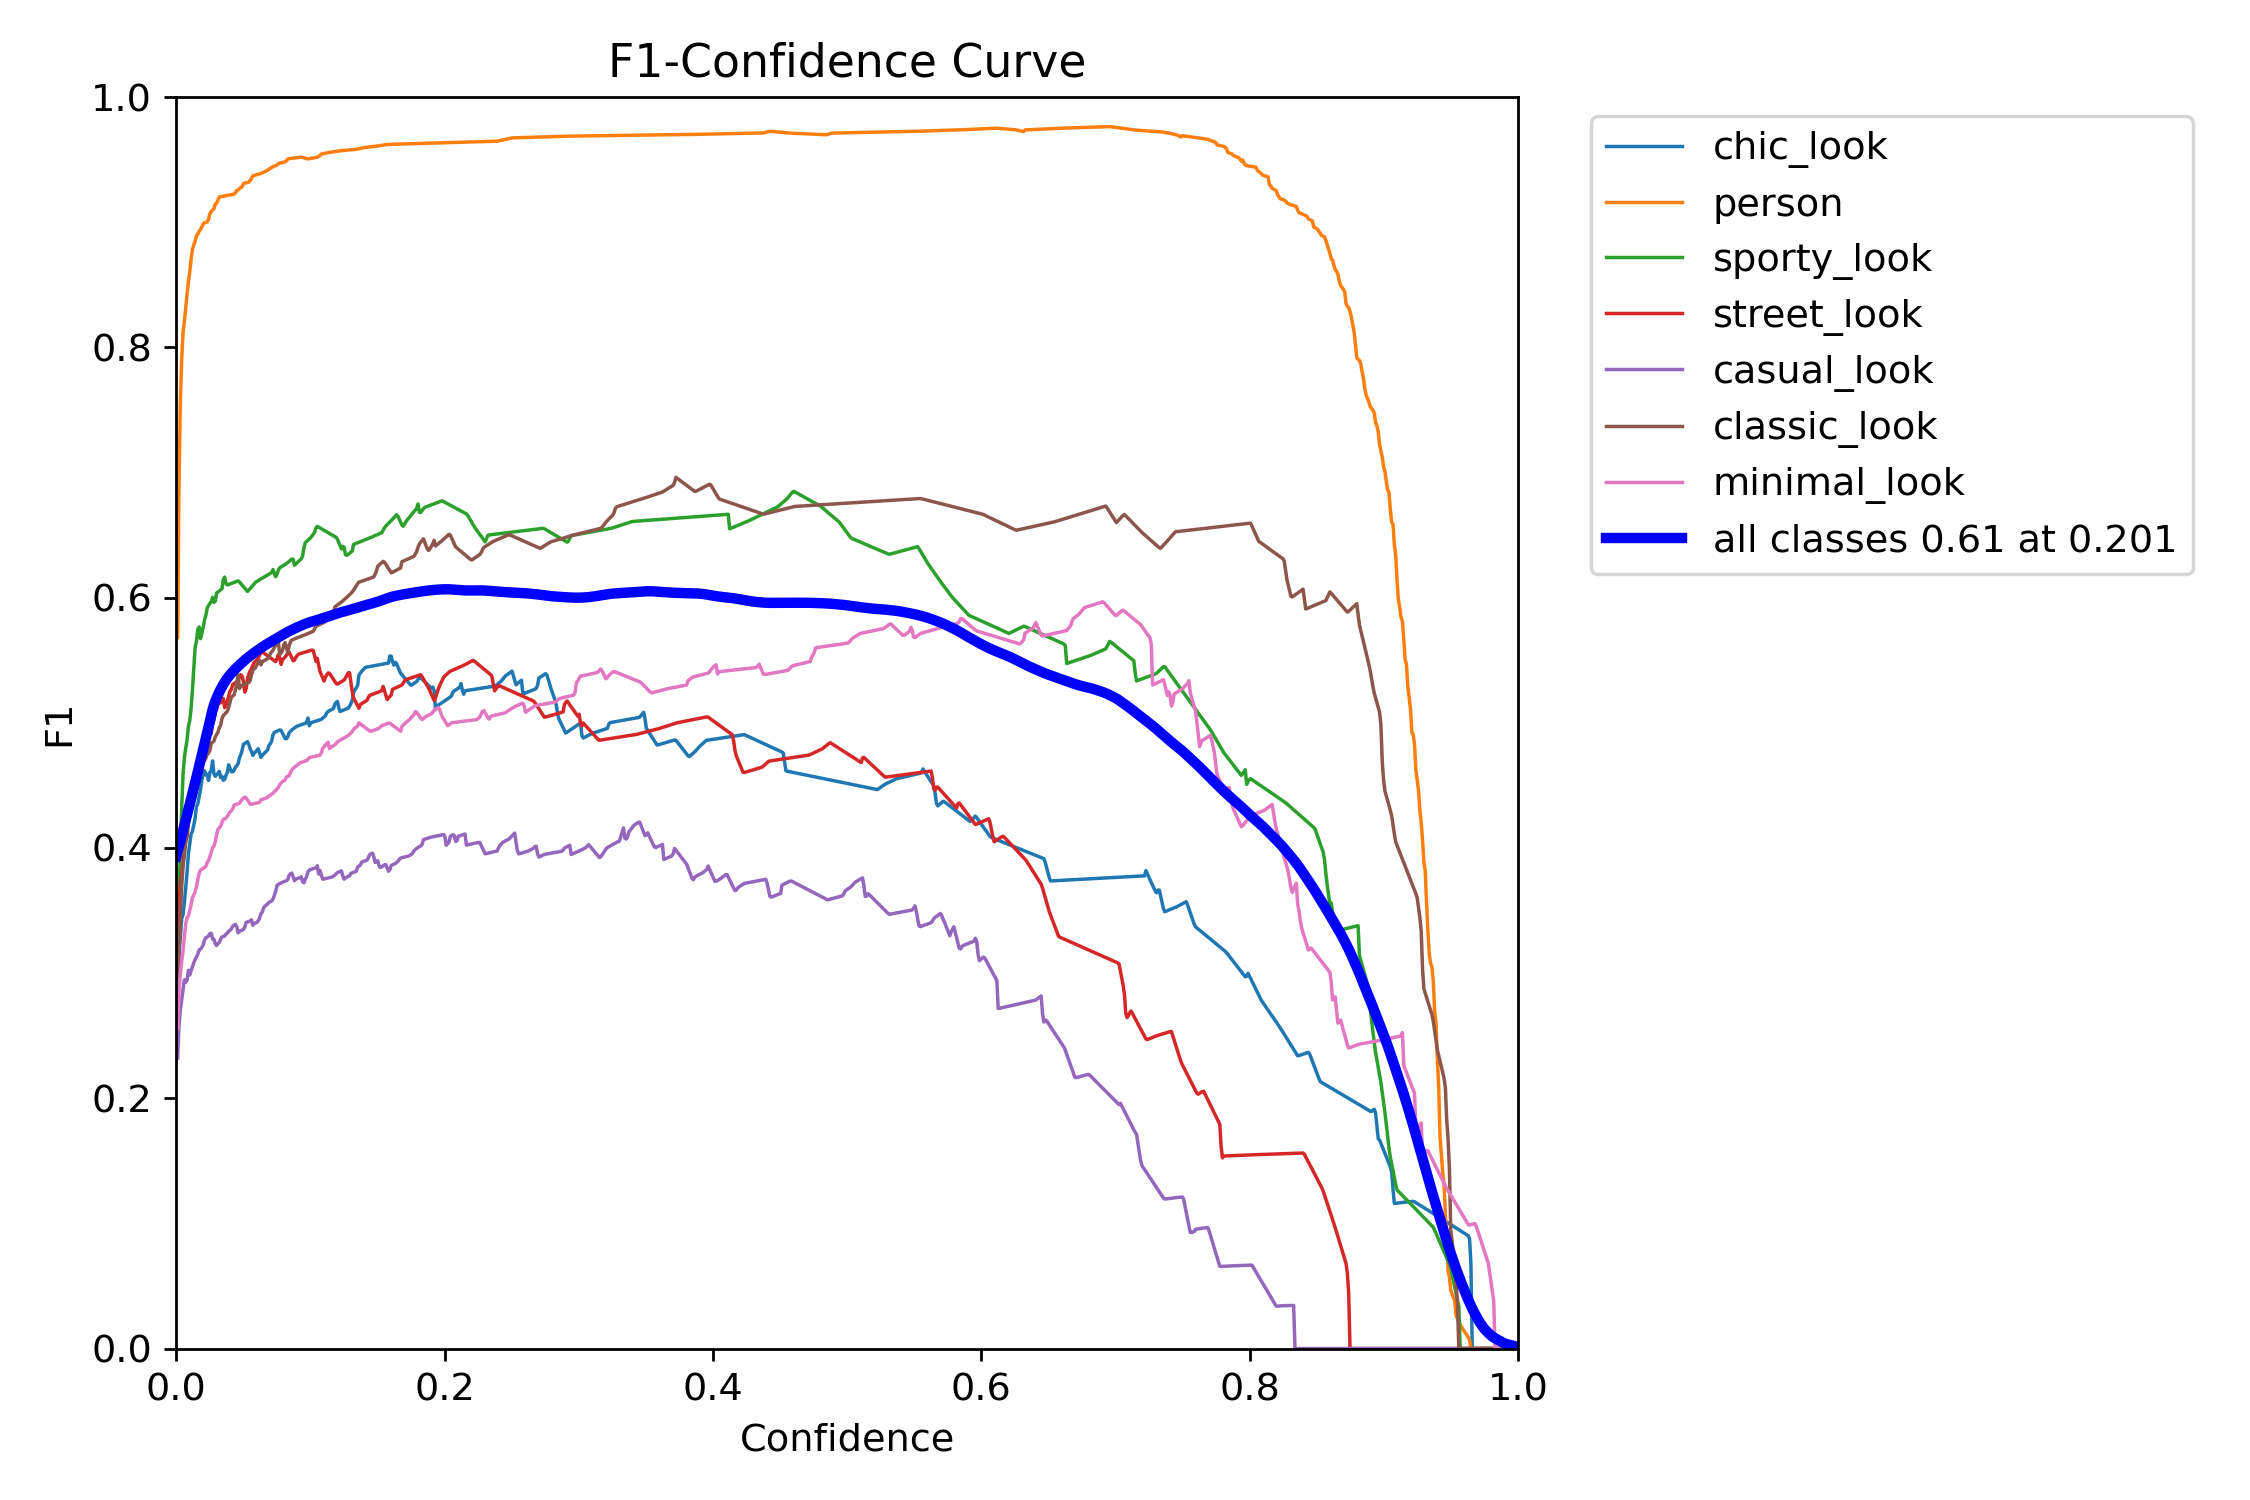 F1-Confidence Curve
1.0
0.8
0.6
0.4
0.2
0.0
F1
0.0 0.2 0.4 0.6 0.8 1.0
Confidence
chic_look
person
sporty_look
street_look
casual_look
classic_look
minimal_look
all classes 0.61 at 0.201